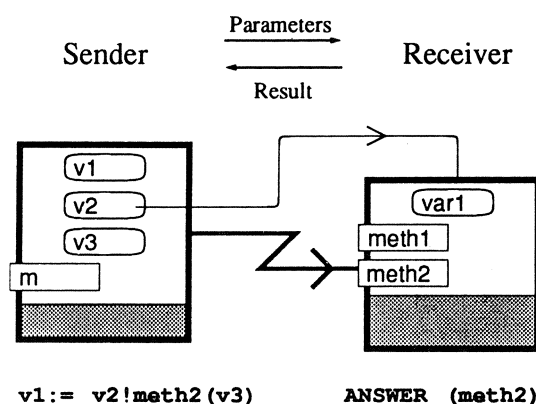 Parameters
Sender
Receiver
Result
v1
v2
v3
m
var1
meth1
meth2
v1:= v2!meth2(v3)
ANSWER (meth2)